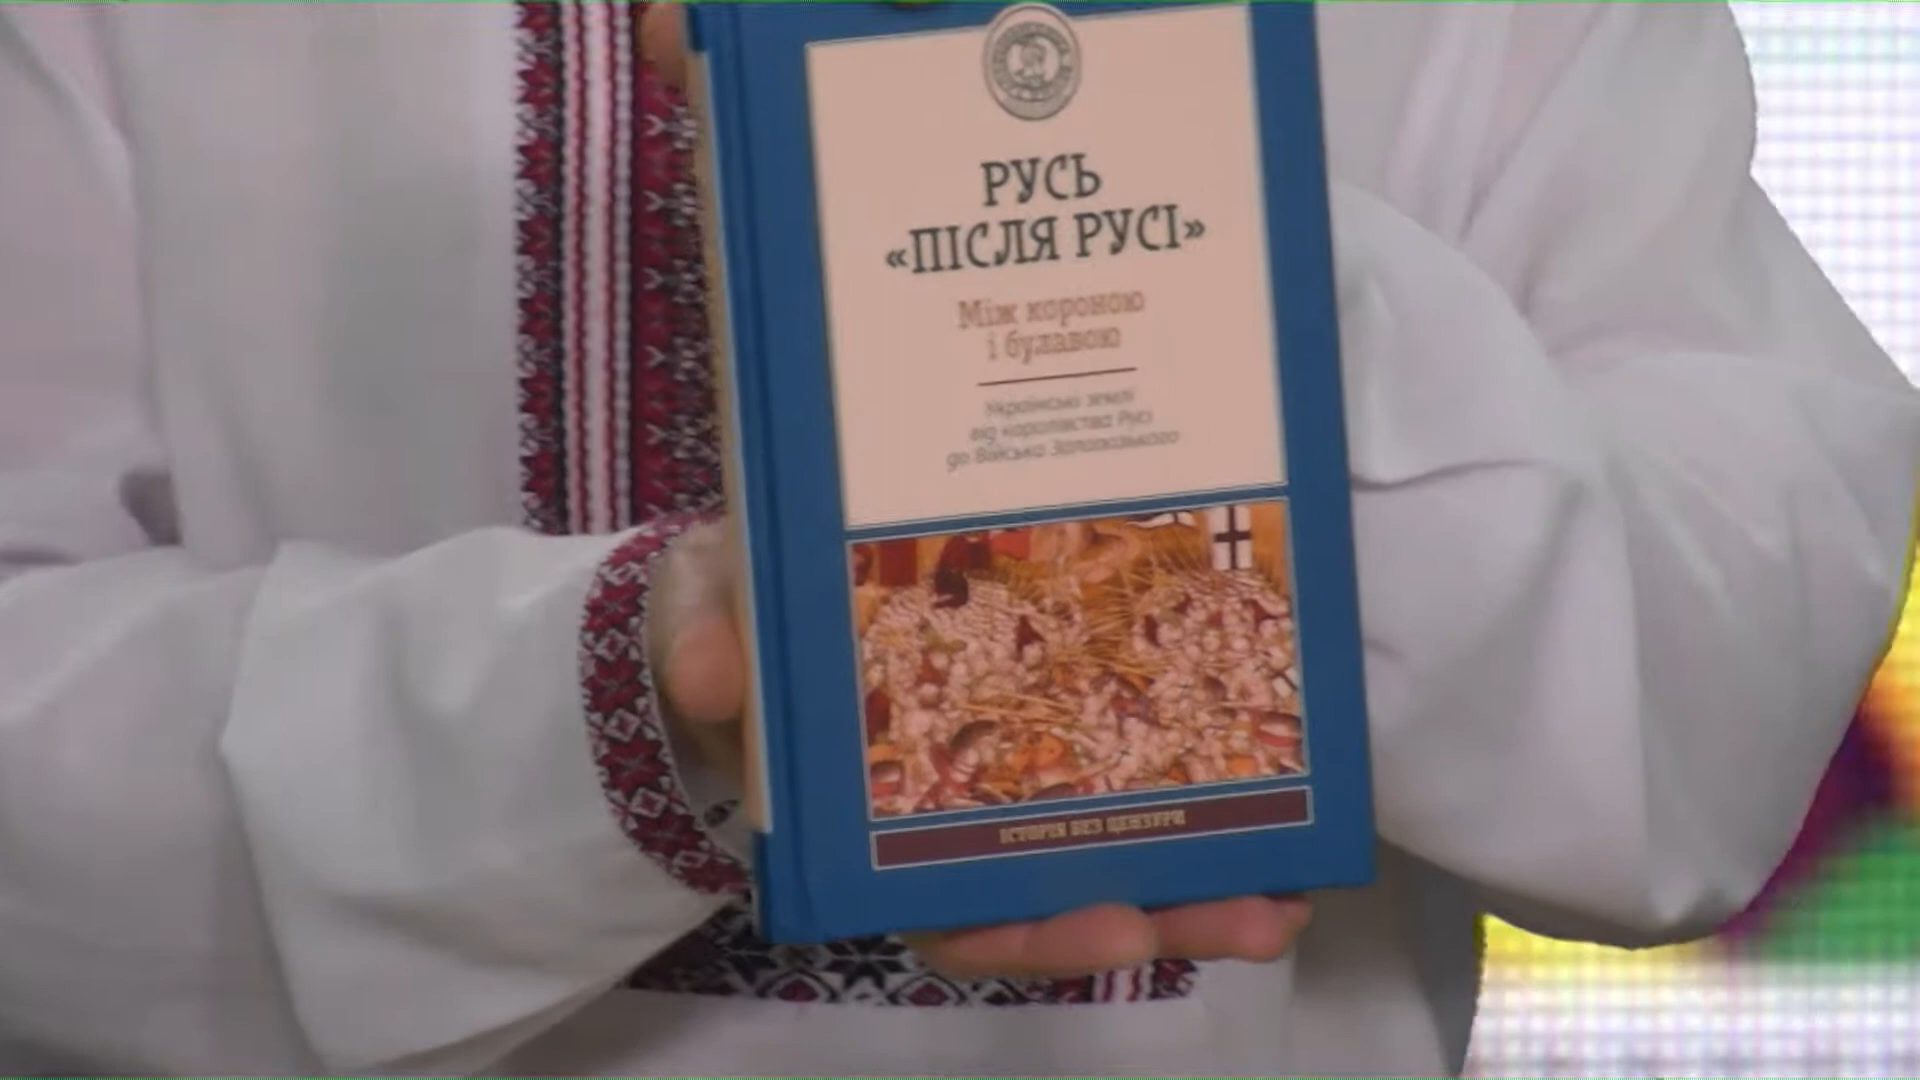 РУСЬ
«ПІСЛЯ РУСІ»
Між короною
і булавою
Українські землі
від королівства Русі
до Війська Запорозького
ІСТОРІЯ БЕЗ ЦЕНЗУРИ